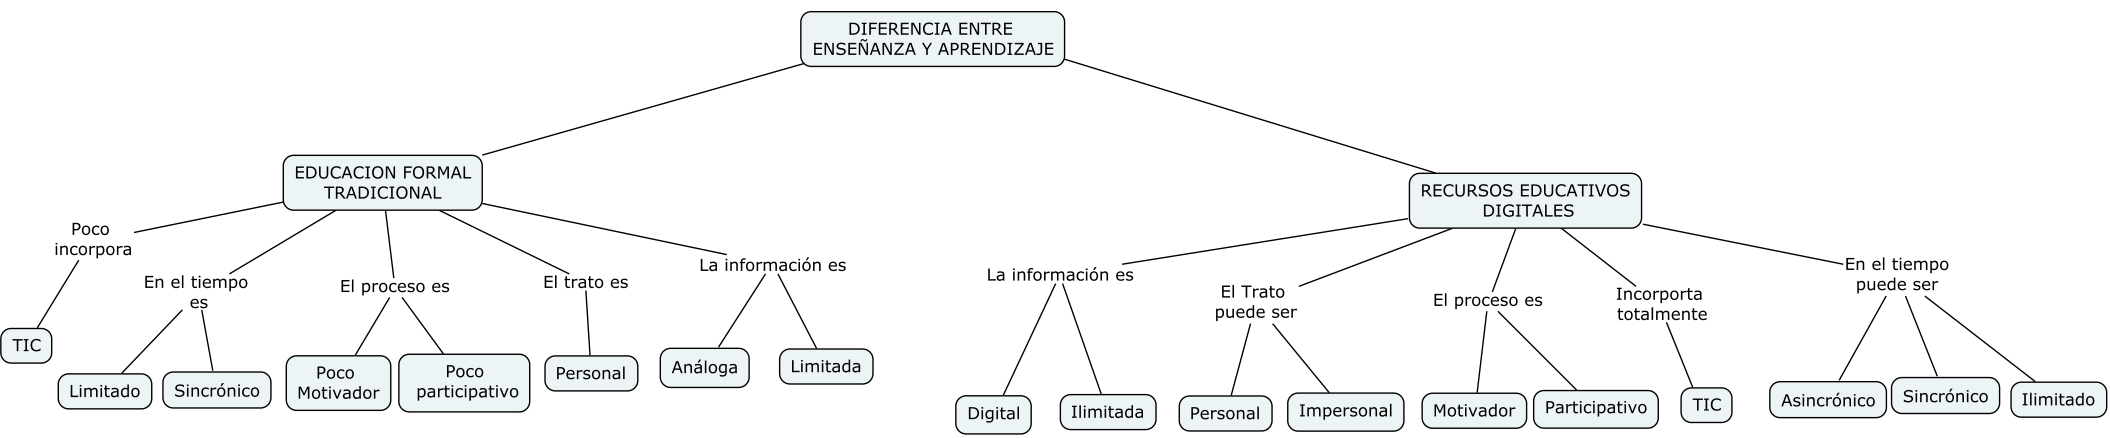 DIFERENCIA ENTRE
ENSEÑANZA Y APRENDIZAJE
EDUCACION FORMAL
TRADICIONAL
Poco
incorpora
TIC
En el tiempo
es
Limitado
Sincrónico
El proceso es
Poco
Motivador
Poco
participativo
El trato es
Personal
La información es
Análoga
Limitada
RECURSOS EDUCATIVOS
DIGITALES
La información es
Digital
Ilimitada
El Trato
puede ser
Personal
Impersonal
El proceso es
Motivador
Participativo
Incorporta
totalmente
TIC
En el tiempo
puede ser
Asincrónico
Sincrónico
Ilimitado